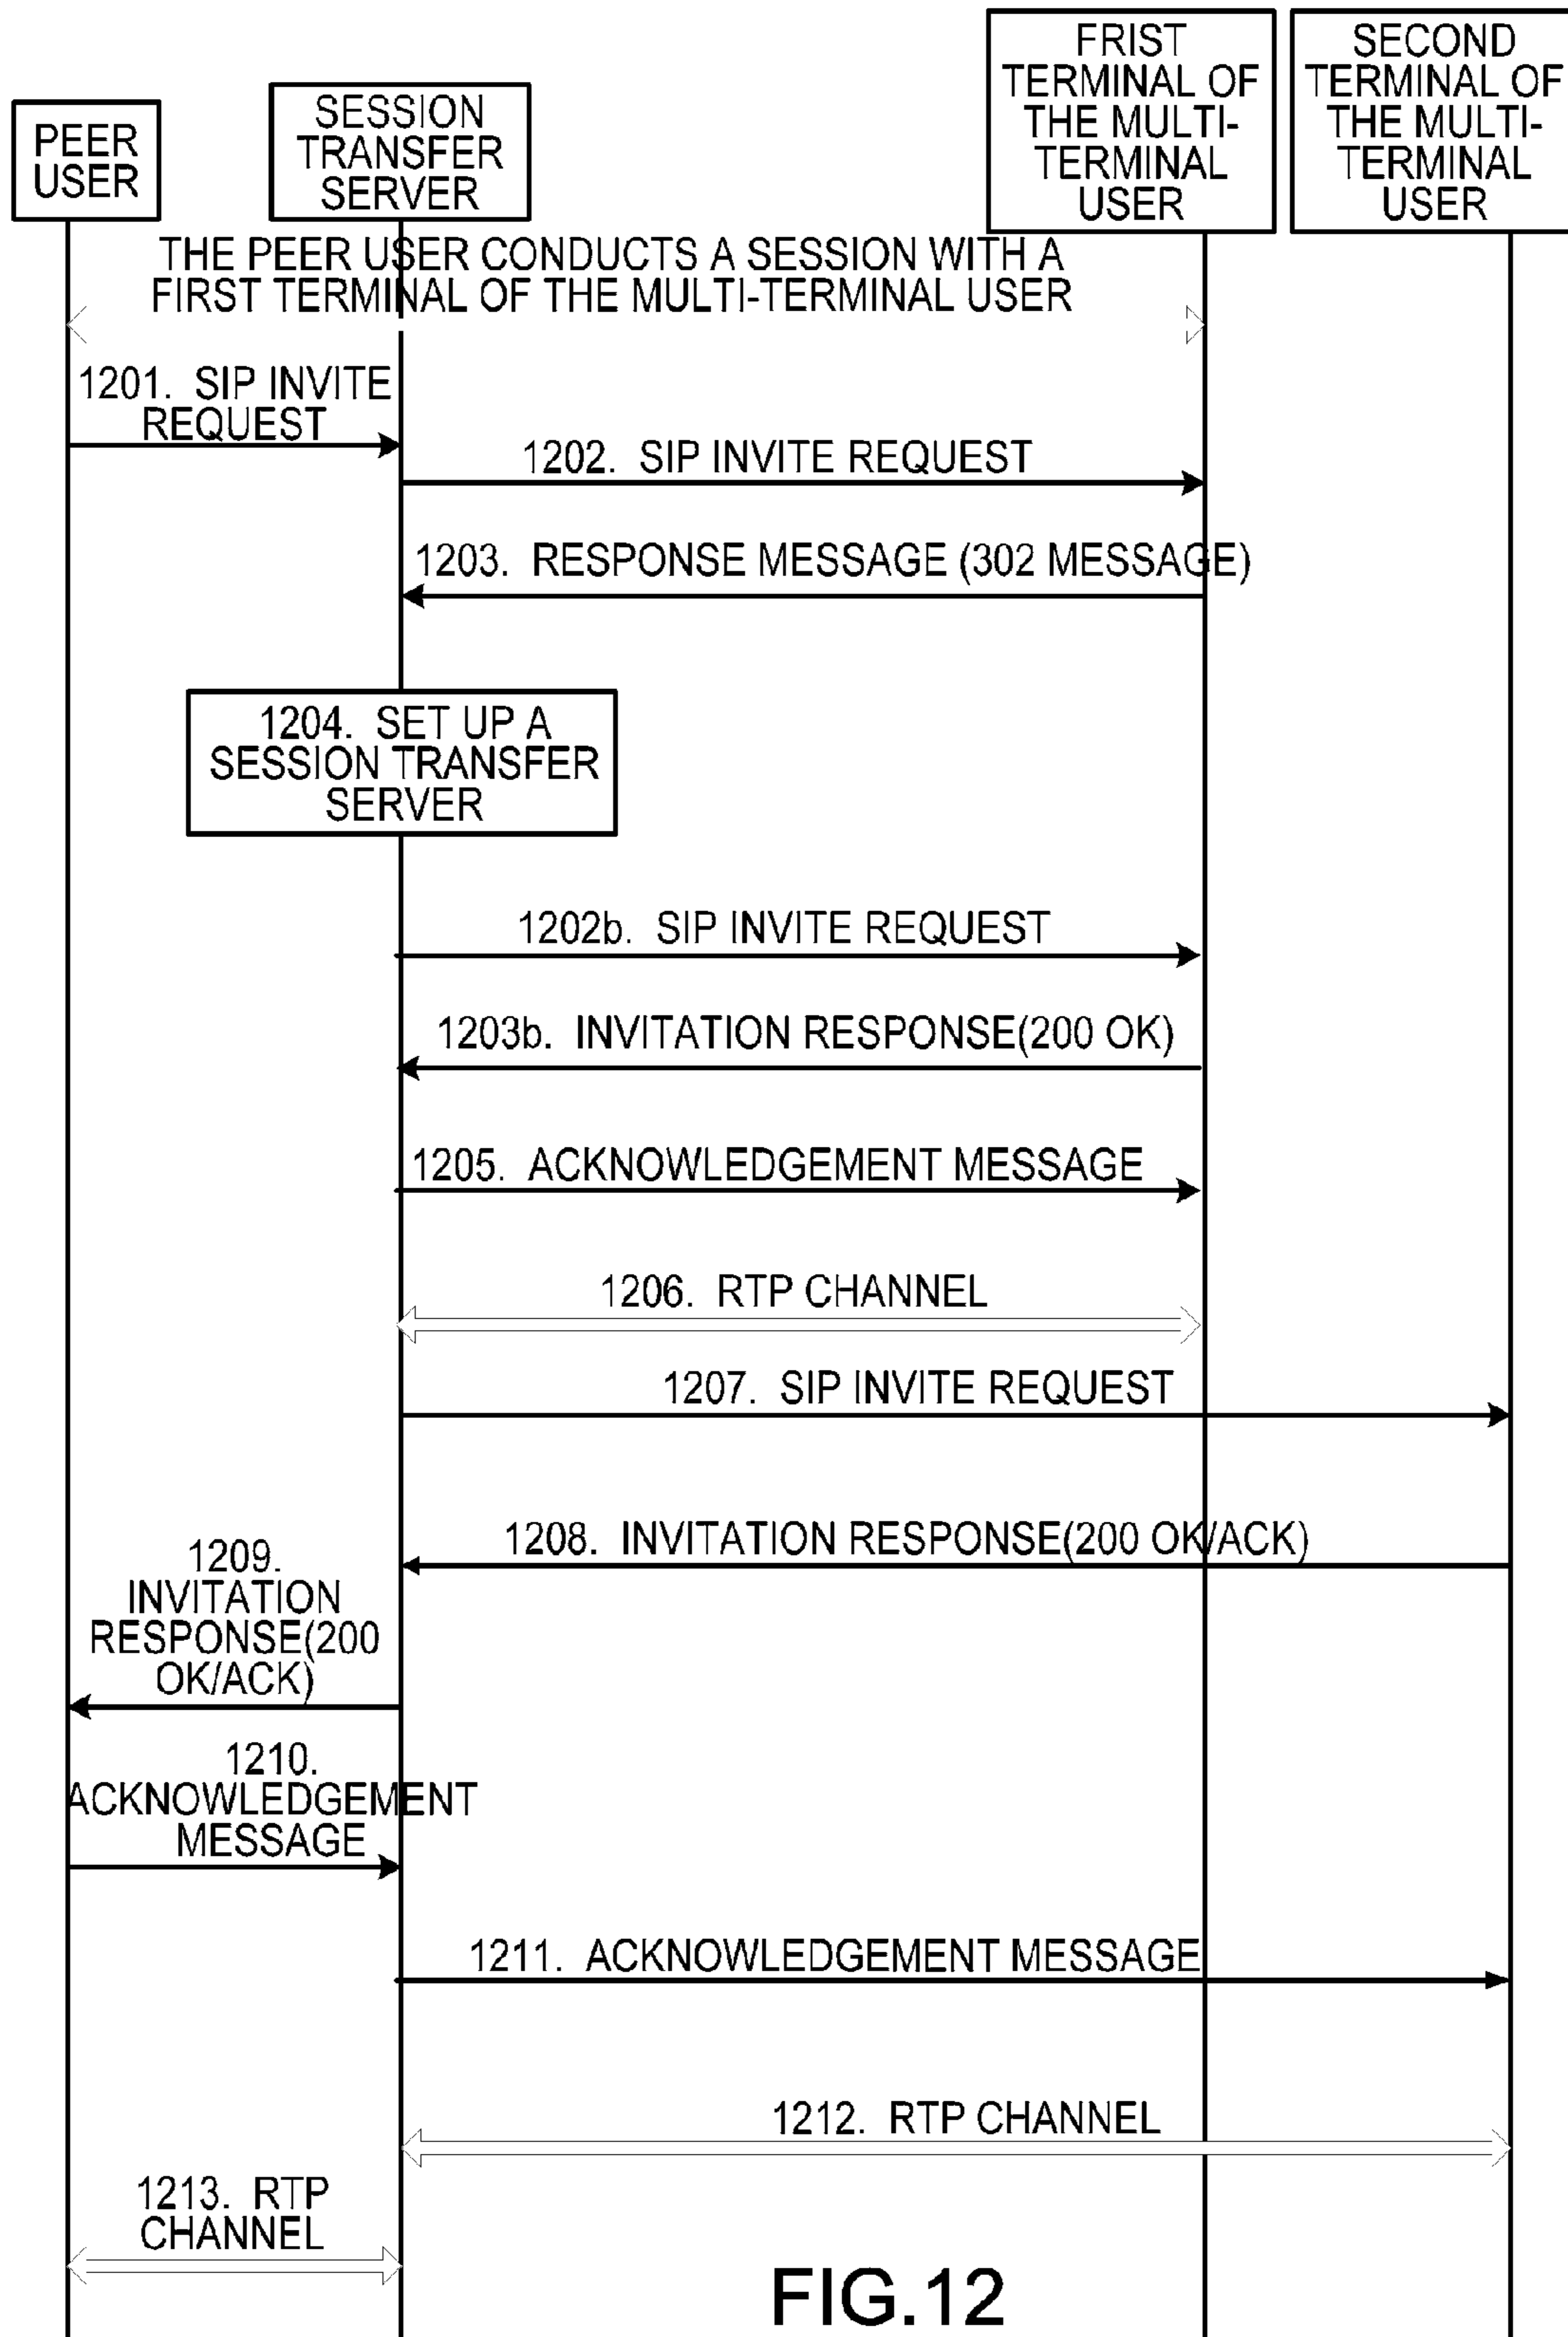 PEER
USER
SESSION
TRANSFER
SERVER
FRIST
TERMINAL OF
THE MULTI-
TERMINAL
USER
SECOND
TERMINAL OF
THE MULTI-
TERMINAL
USER
THE PEER USER CONDUCTS A SESSION WITH A
FIRST TERMINAL OF THE MULTI-TERMINAL USER
1201. SIP INVITE
REQUEST
1202. SIP INVITE REQUEST
1203. RESPONSE MESSAGE (302 MESSAGE)
1204. SET UP A
SESSION TRANSFER
SERVER
1202b. SIP INVITE REQUEST
1203b. INVITATION RESPONSE(200 OK)
1205. ACKNOWLEDGEMENT MESSAGE
1206. RTP CHANNEL
1207. SIP INVITE REQUEST
1208. INVITATION RESPONSE(200 OK/ACK)
1209.
INVITATION
RESPONSE(200
OK/ACK)
1210.
ACKNOWLEDGEMENT
MESSAGE
1211. ACKNOWLEDGEMENT MESSAGE
1212. RTP CHANNEL
1213. RTP
CHANNEL
FIG.12